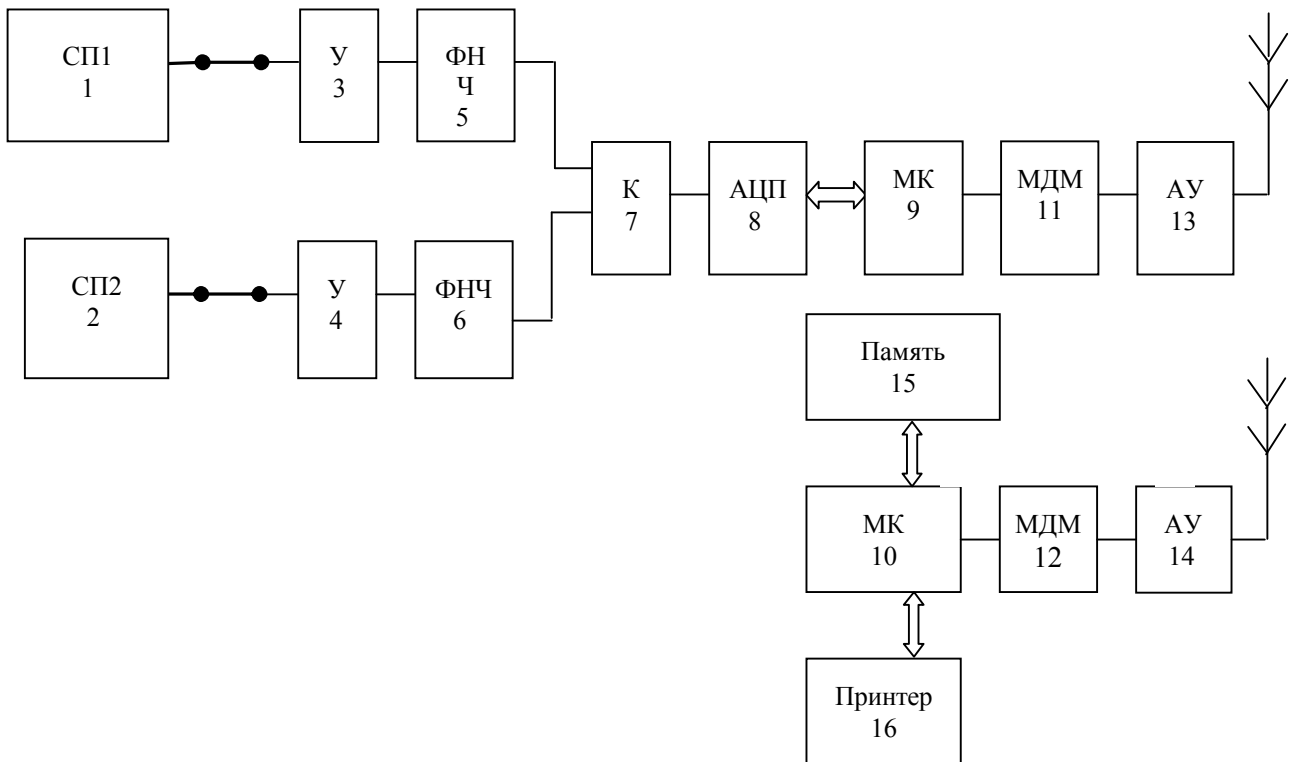 СП1
1
У
3
ФН
Ч
5
К
7
АЦП
8
МК
9
МДМ
11
АУ
13
СП2
2
У
4
ФНЧ
6
Память
15
МК
10
МДМ
12
АУ
14
Принтер
16